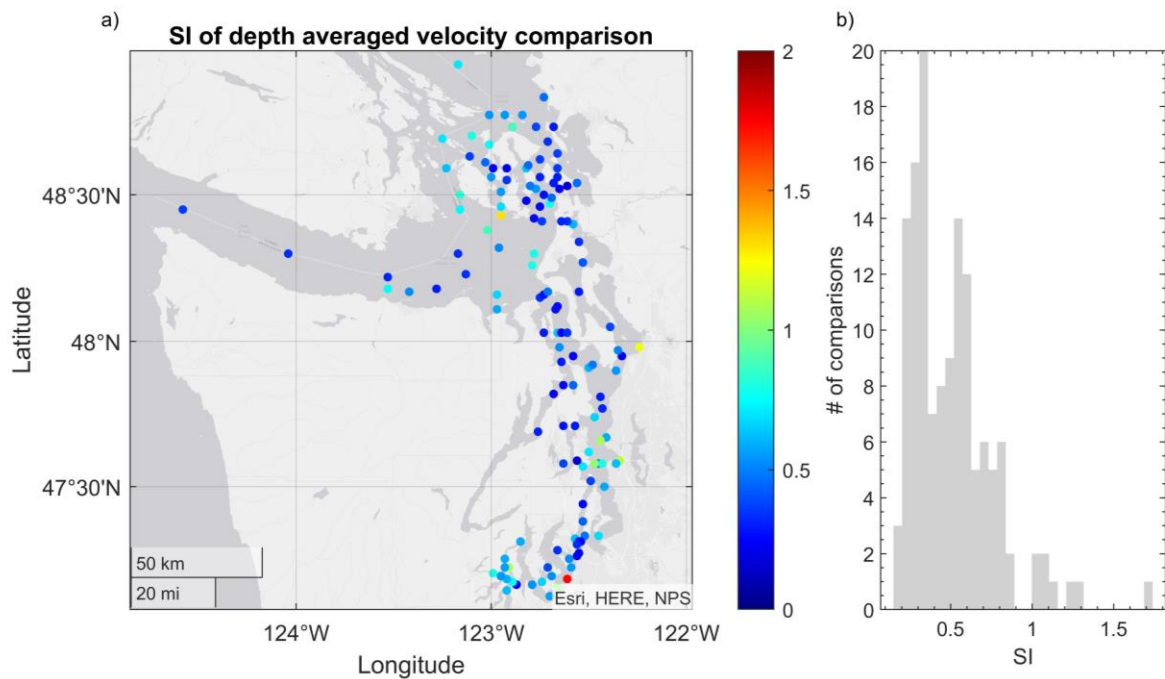 a)
SI of depth averaged velocity comparison
48°30'N
48°N
47°30'N
Latitude
50 km
20 mi
Esri, HERE, NPS
124°W
123°W
122°W
Longitude
2
1.5
1
0.5
0
b)
20
18
16
14
12
10
8
6
4
2
0
# of comparisons
0.5
1
1.5
SI